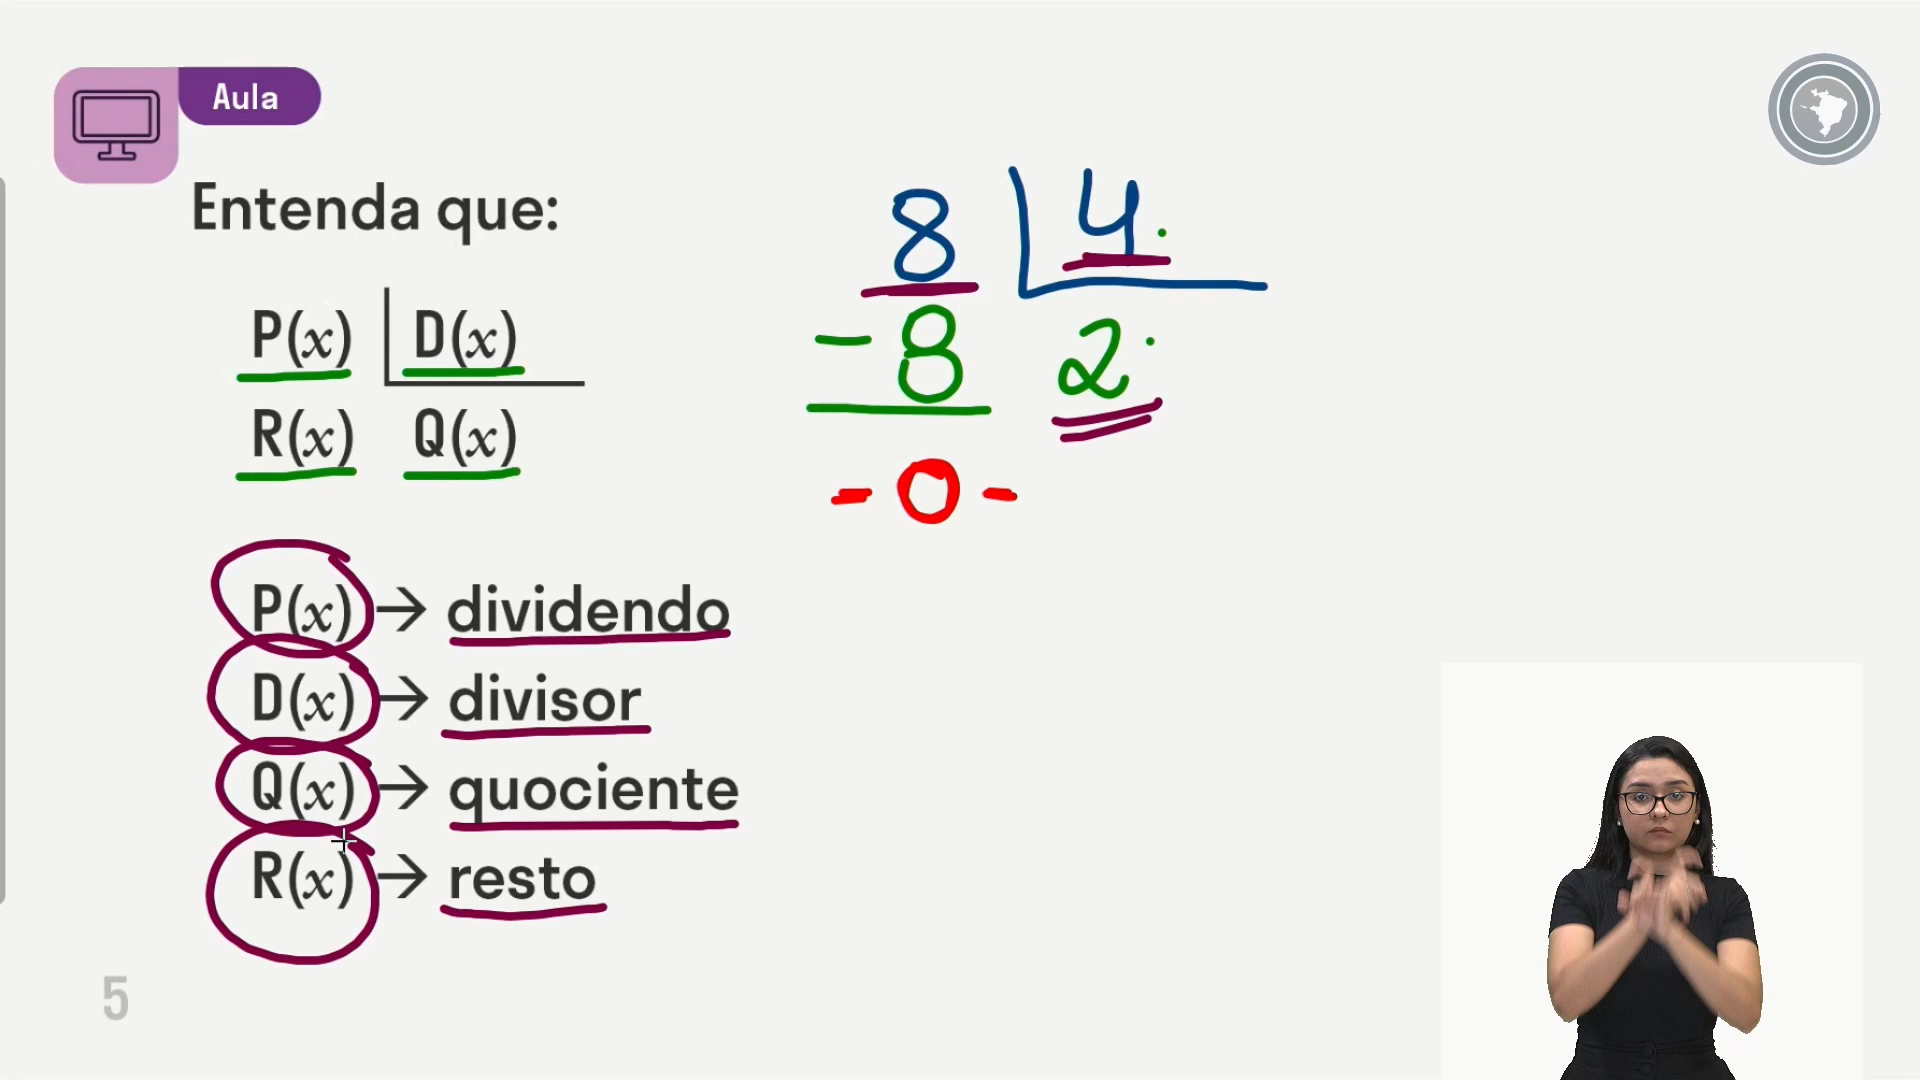 Aula
Entenda que:
P(x) D(x)
R(x) Q(x)
8 4
- 8 2
- 0 -
P(x) → dividendo
D(x) → divisor
Q(x) → quociente
R(x) → resto
5